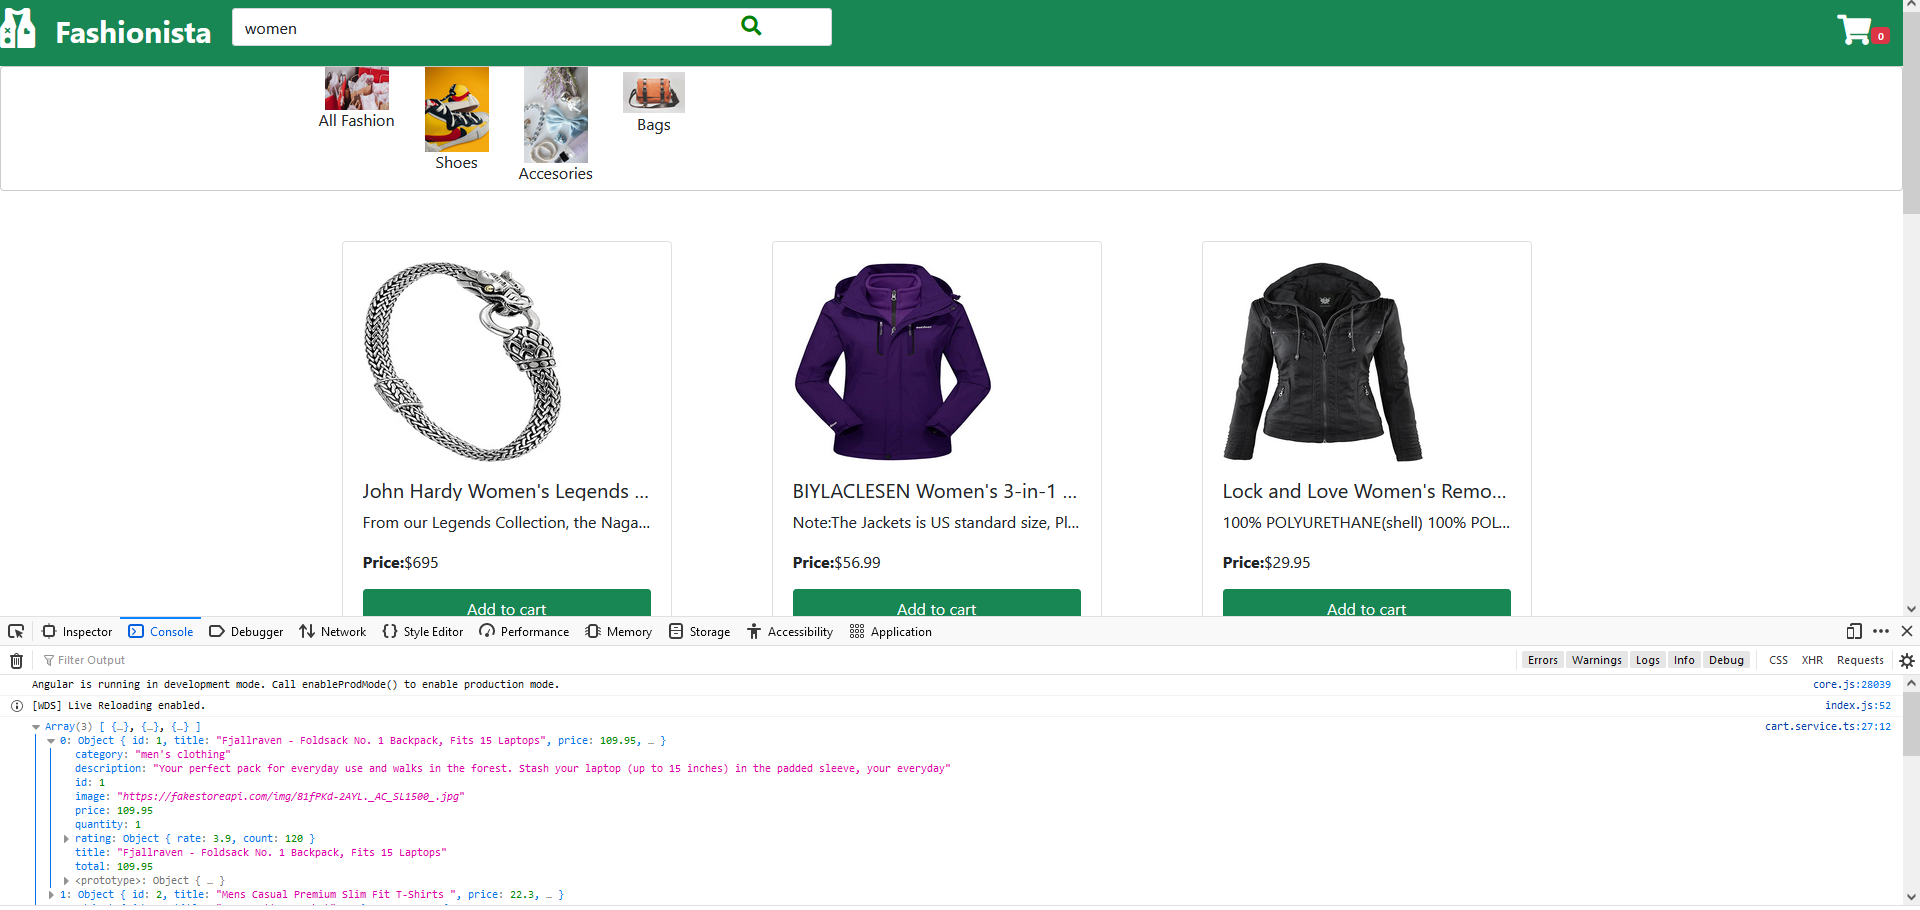 Fashionista
women
0
All Fashion
Shoes
Accesories
Bags
John Hardy Women's Legends ...
From our Legends Collection, the Naga...
Price:$695
Add to cart
BIYLACLESEN Women's 3-in-1 ...
Note:The Jackets is US standard size, Pl...
Price:$56.99
Add to cart
Lock and Love Women's Remo...
100% POLYURETHANE(shell) 100% POL...
Price:$29.95
Add to cart
Inspector Console Debugger Network Style Editor Performance Memory Storage Accessibility Application
Filter Output Errors Warnings Logs Info Debug CSS XHR Requests
Angular is running in development mode. Call enableProdMode() to enable production mode. core.js:28039
[WDS] Live Reloading enabled. index.js:52
Array(3) [ {…}, {…}, {…} ] cart.service.ts:27:12
0: Object { id: 1, title: "Fjallraven - Foldsack No. 1 Backpack, Fits 15 Laptops", price: 109.95, … }
category: "men's clothing"
description: "Your perfect pack for everyday use and walks in the forest. Stash your laptop (up to 15 inches) in the padded sleeve, your everyday"
id: 1
image: "https://fakestoreapi.com/img/81fPKd-2AYL._AC_SL1500_.jpg"
price: 109.95
quantity: 1
rating: Object { rate: 3.9, count: 120 }
title: "Fjallraven - Foldsack No. 1 Backpack, Fits 15 Laptops"
total: 109.95
<prototype>: Object { … }
1: Object { id: 2, title: "Mens Casual Premium Slim Fit T-Shirts ", price: 22.3, … }